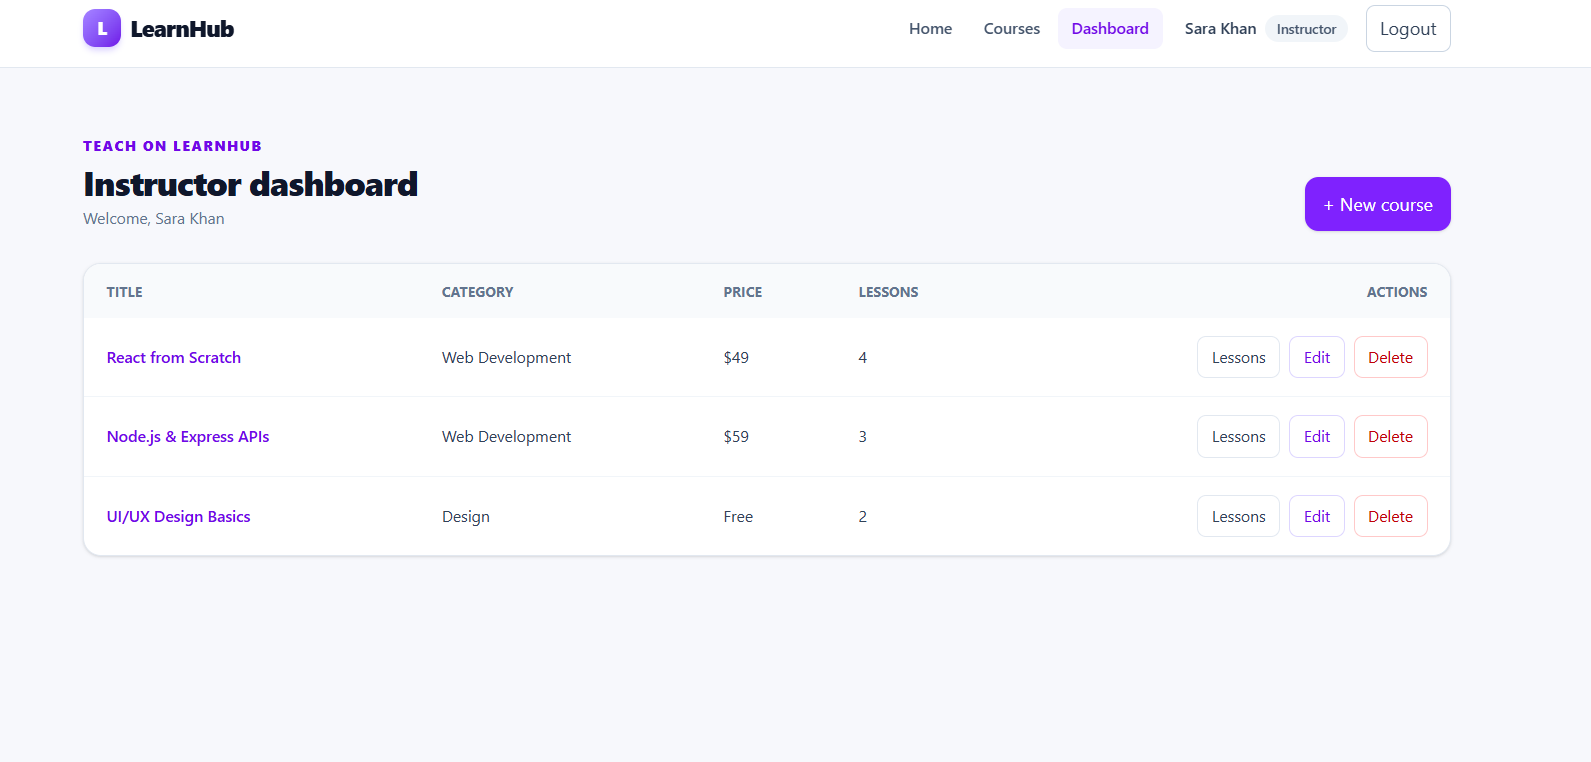 L LearnHub Home Courses Dashboard Sara Khan Instructor Logout
TEACH ON LEARNHUB
Instructor dashboard
Welcome, Sara Khan
+ New course
TITLE CATEGORY PRICE LESSONS ACTIONS
React from Scratch Web Development $49 4 Lessons Edit Delete
Node.js & Express APIs Web Development $59 3 Lessons Edit Delete
UI/UX Design Basics Design Free 2 Lessons Edit Delete